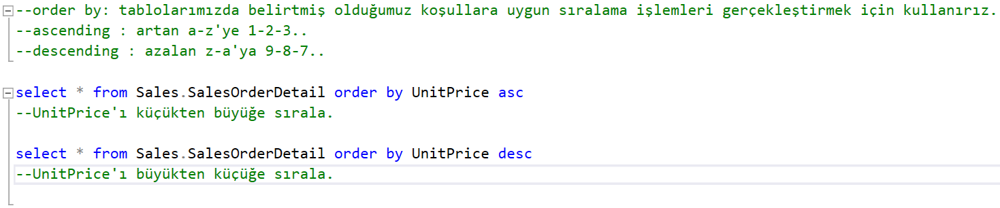 --order by: tablolarımızda belirtmiş olduğumuz koşullara uygun sıralama işlemleri gerçekleştirmek için kullanırız.
--ascending : artan a-z'ye 1-2-3..
--descending : azalan z-a'ya 9-8-7..
select * from Sales.SalesOrderDetail order by UnitPrice asc
--UnitPrice'ı küçükten büyüğe sırala.
select * from Sales.SalesOrderDetail order by UnitPrice desc
--UnitPrice'ı büyükten küçüğe sırala.